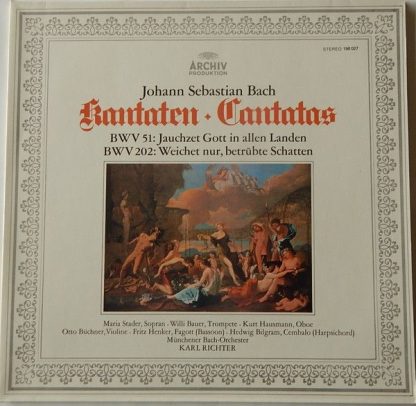 ARCHIV
PRODUKTION
STEREO 198 027
Johann Sebastian Bach
Kantaten · Cantatas
BWV 51: Jauchzet Gott in allen Landen
BWV 202: Weichet nur, betrübte Schatten
Maria Stader, Sopran · Willi Bauer, Trompete · Kurt Hausmann, Oboe
Otto Büchner, Violine · Fritz Henker, Fagott (Bassoon) · Hedwig Bilgram, Cembalo (Harpsichord)
Münchener Bach-Orchester
KARL RICHTER